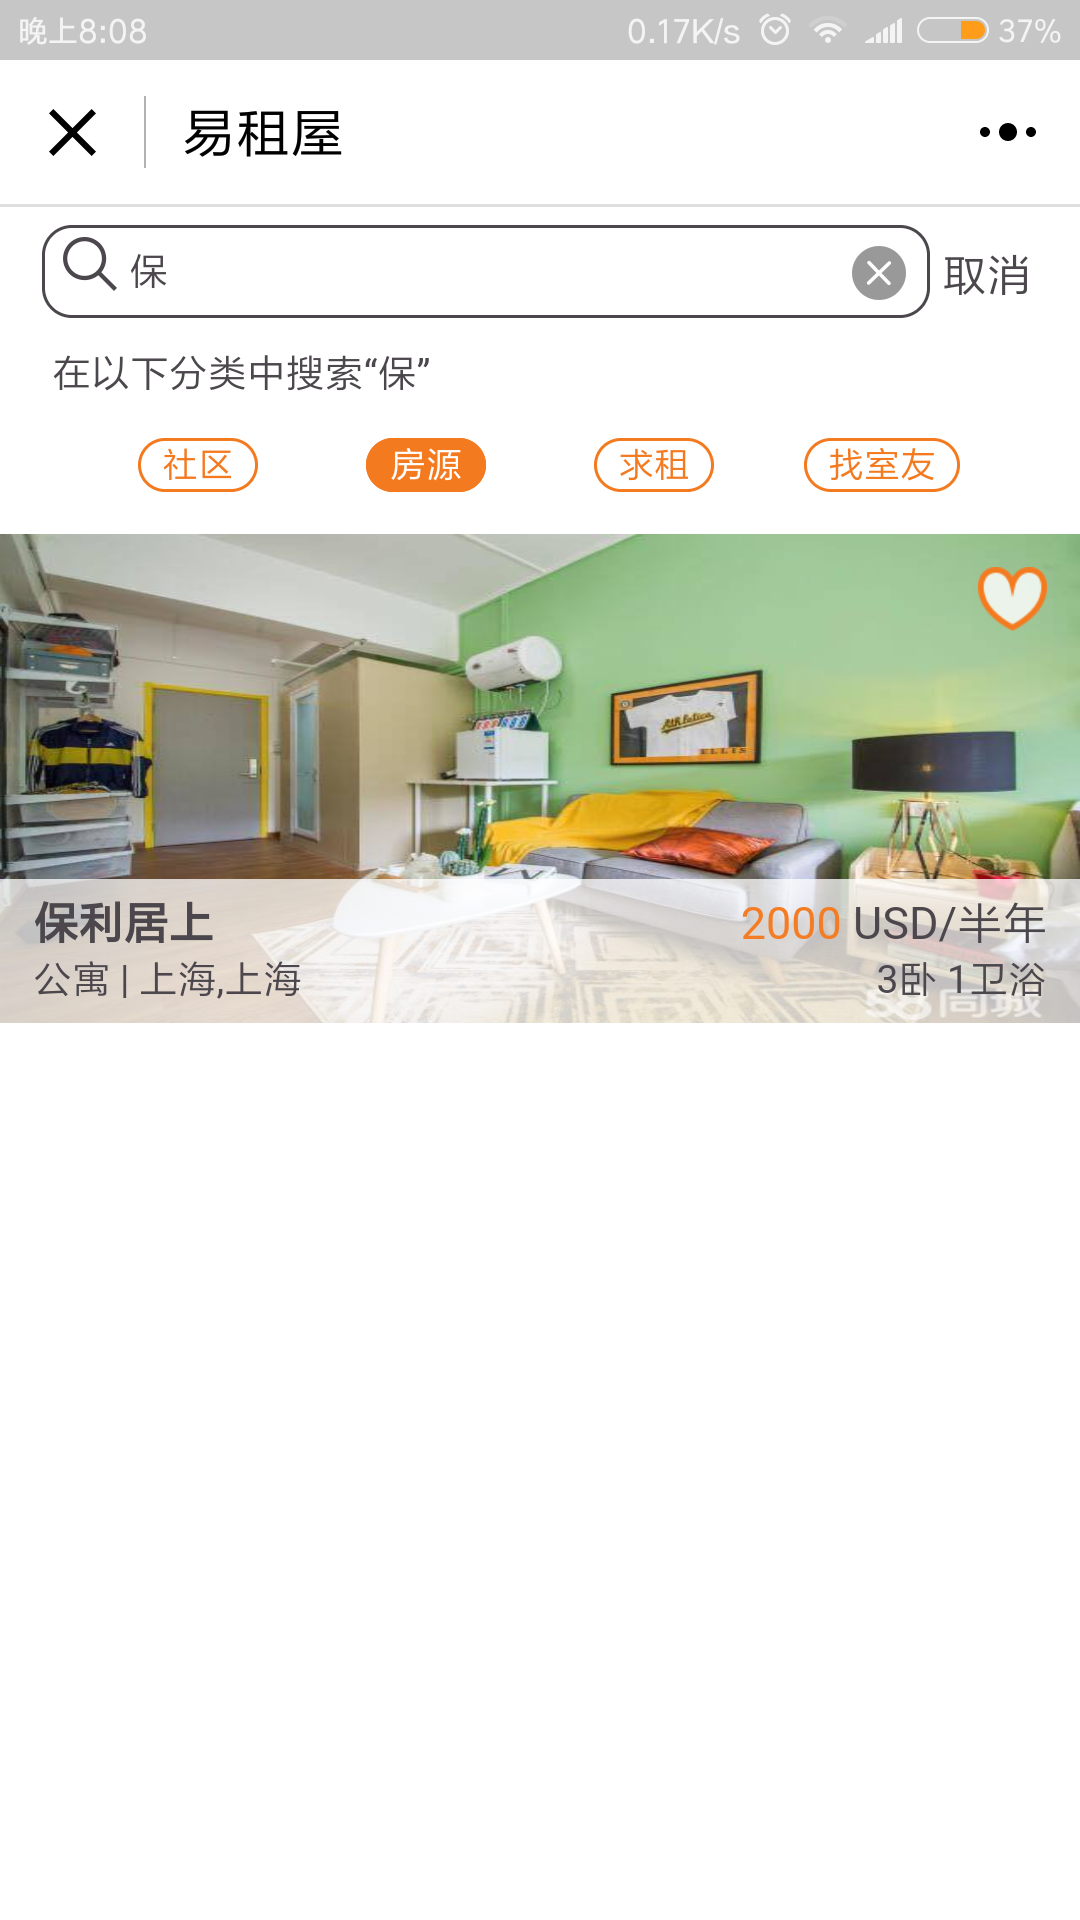 晚上8:08 0.17K/s 37%
易租屋
保 取消
在以下分类中搜索“保”
社区 房源 求租 找室友
Athletics
ELLIS
保利居上 2000 USD/半年
公寓 | 上海,上海 3卧 1卫浴
58同城